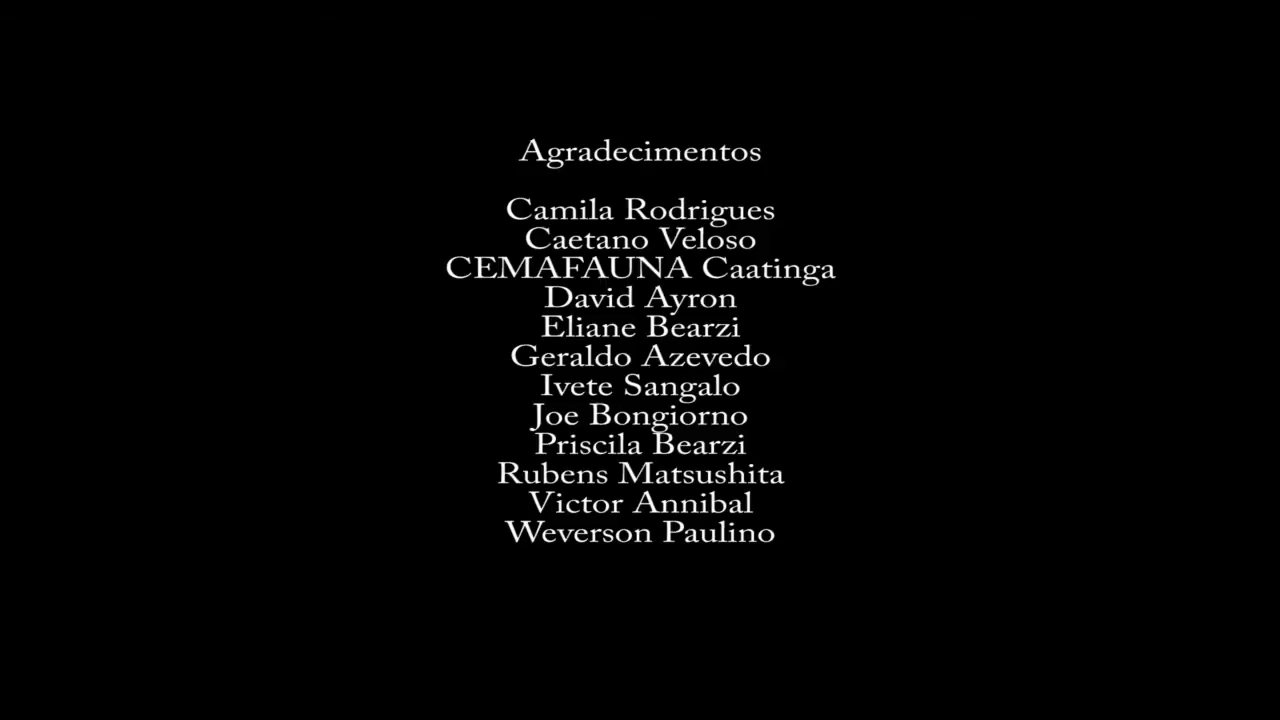 Agradecimentos
Camila Rodrigues
Caetano Veloso
CEMAFAUNA Caatinga
David Ayron
Eliane Bearzi
Geraldo Azevedo
Ivete Sangalo
Joe Bongiorno
Priscila Bearzi
Rubens Matsushita
Victor Annibal
Weverson Paulino